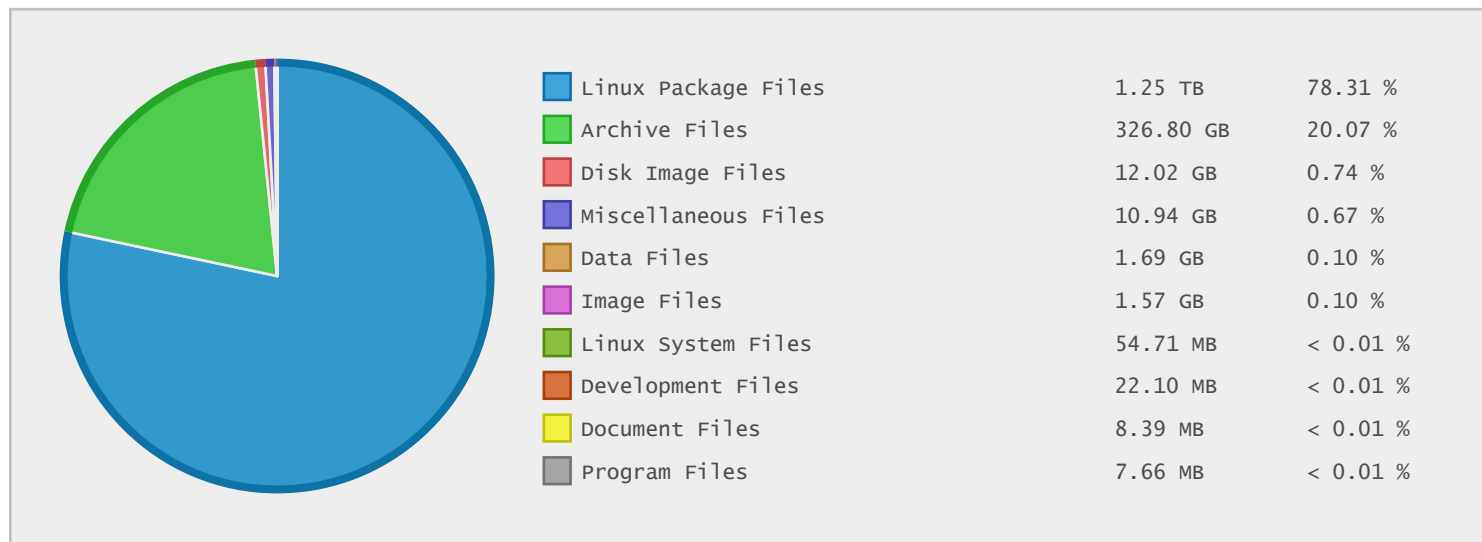 Linux Package Files 1.25 TB 78.31 %
Archive Files 326.80 GB 20.07 %
Disk Image Files 12.02 GB 0.74 %
Miscellaneous Files 10.94 GB 0.67 %
Data Files 1.69 GB 0.10 %
Image Files 1.57 GB 0.10 %
Linux System Files 54.71 MB < 0.01 %
Development Files 22.10 MB < 0.01 %
Document Files 8.39 MB < 0.01 %
Program Files 7.66 MB < 0.01 %